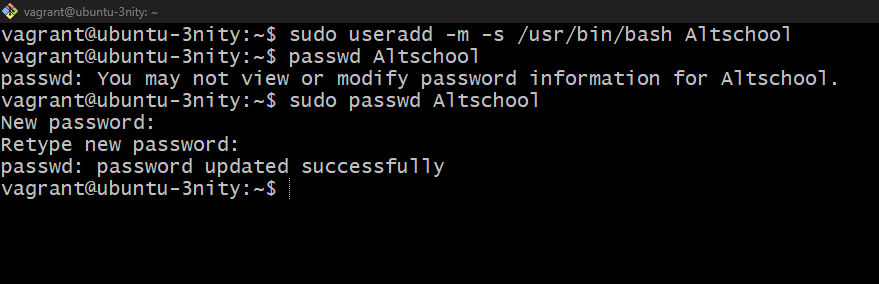 vagrant@ubuntu-3nity: ~
vagrant@ubuntu-3nity:~$ sudo useradd -m -s /usr/bin/bash Altschool
vagrant@ubuntu-3nity:~$ passwd Altschool
passwd: You may not view or modify password information for Altschool.
vagrant@ubuntu-3nity:~$ sudo passwd Altschool
New password:
Retype new password:
passwd: password updated successfully
vagrant@ubuntu-3nity:~$